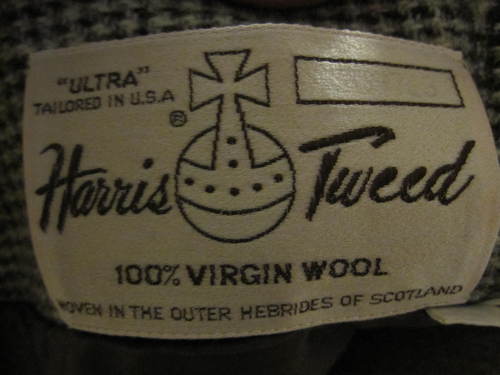 "ULTRA"
TAILORED IN U.S.A
®
Harris Tweed
100% VIRGIN WOOL
WOVEN IN THE OUTER HEBRIDES OF SCOTLAND